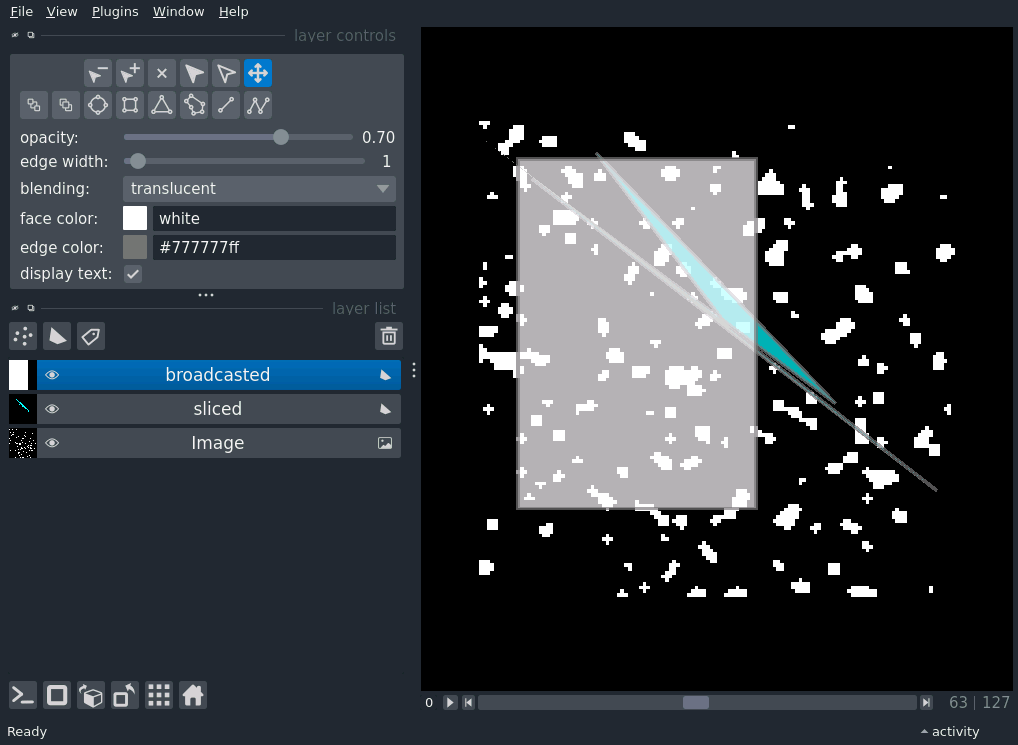 File View Plugins Window Help
layer controls
opacity: 0.70
edge width: 1
blending: translucent
face color: white
edge color: #777777ff
display text:
layer list
broadcasted
sliced
Image
0 63 | 127
Ready activity